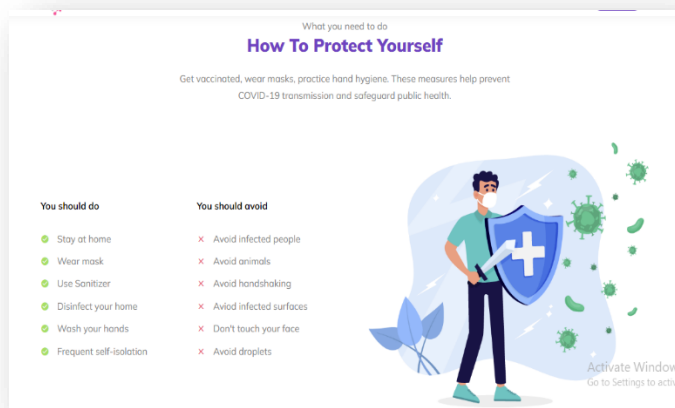 What you need to do
How To Protect Yourself
Get vaccinated, wear masks, practice hand hygiene. These measures help prevent
COVID-19 transmission and safeguard public health.
You should do
Stay at home
Wear mask
Use Sanitizer
Disinfect your home
Wash your hands
Frequent self-isolation
You should avoid
Avoid infected people
Avoid animals
Avoid handshaking
Aviod infected surfaces
Don't touch your face
Avoid droplets
Activate Window
Go to Settings to activ